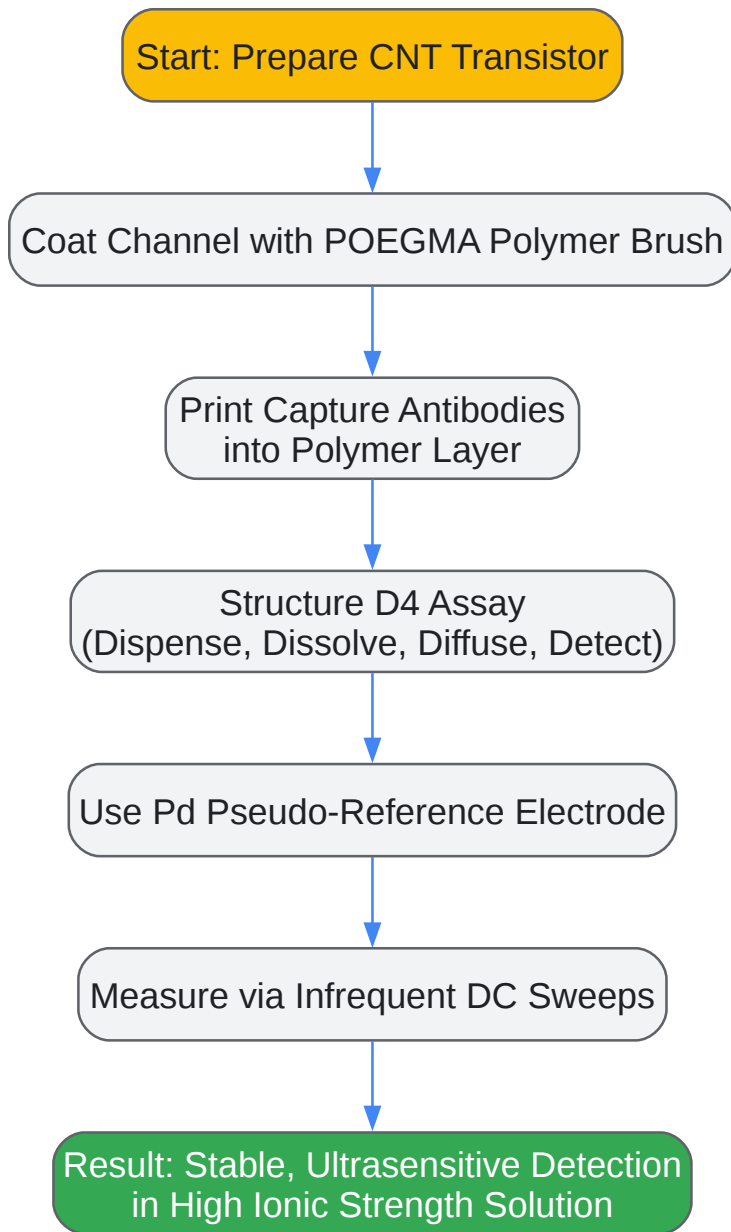 Start: Prepare CNT Transistor
Coat Channel with POEGMA Polymer Brush
Print Capture Antibodies
into Polymer Layer
Structure D4 Assay
(Dispense, Dissolve, Diffuse, Detect)
Use Pd Pseudo-Reference Electrode
Measure via Infrequent DC Sweeps
Result: Stable, Ultrasensitive Detection
in High Ionic Strength Solution